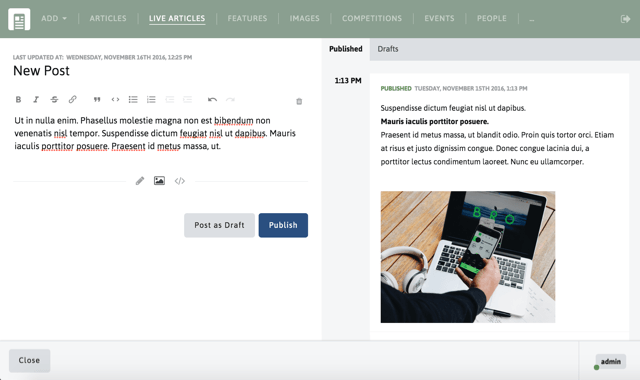 ADD
ARTICLES
LIVE ARTICLES
FEATURES
IMAGES
COMPETITIONS
EVENTS
PEOPLE
...
LAST UPDATED AT: WEDNESDAY, NOVEMBER 16TH 2016, 12:25 PM
New Post
B I S
Ut in nulla enim. Phasellus molestie magna non est bibendum non
venenatis nisl tempor. Suspendisse dictum feugiat nisl ut dapibus. Mauris
iaculis porttitor posuere. Praesent id metus massa, ut.
Post as Draft
Publish
Published
Drafts
1:13 PM
PUBLISHED TUESDAY, NOVEMBER 15TH 2016, 1:13 PM
Suspendisse dictum feugiat nisl ut dapibus.
Mauris iaculis porttitor posuere.
Praesent id metus massa, ut blandit odio. Proin quis tortor orci. Etiam
at risus et justo dignissim congue. Donec congue lacinia dui, a
porttitor lectus condimentum laoreet. Nunc eu ullamcorper.
BRO
Close
admin